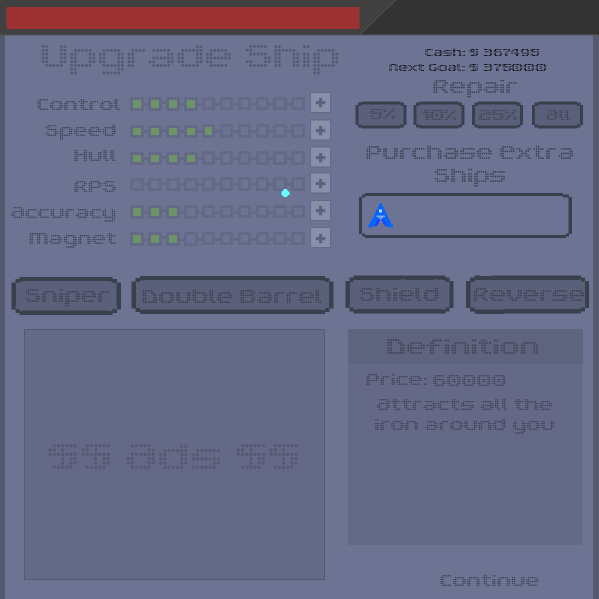 Upgrade Ship
Cash: $ 367495
Next Goal: $ 375000
Repair
Control
+
5%
10%
25%
all
Speed
+
Hull
+
Purchase Extra
Ships
RPS
+
accuracy
+
Magnet
+
Sniper
Double Barrel
Shield
Reverse
Definition
Price: 60000
attracts all the
iron around you
$$ ads $$
Continue